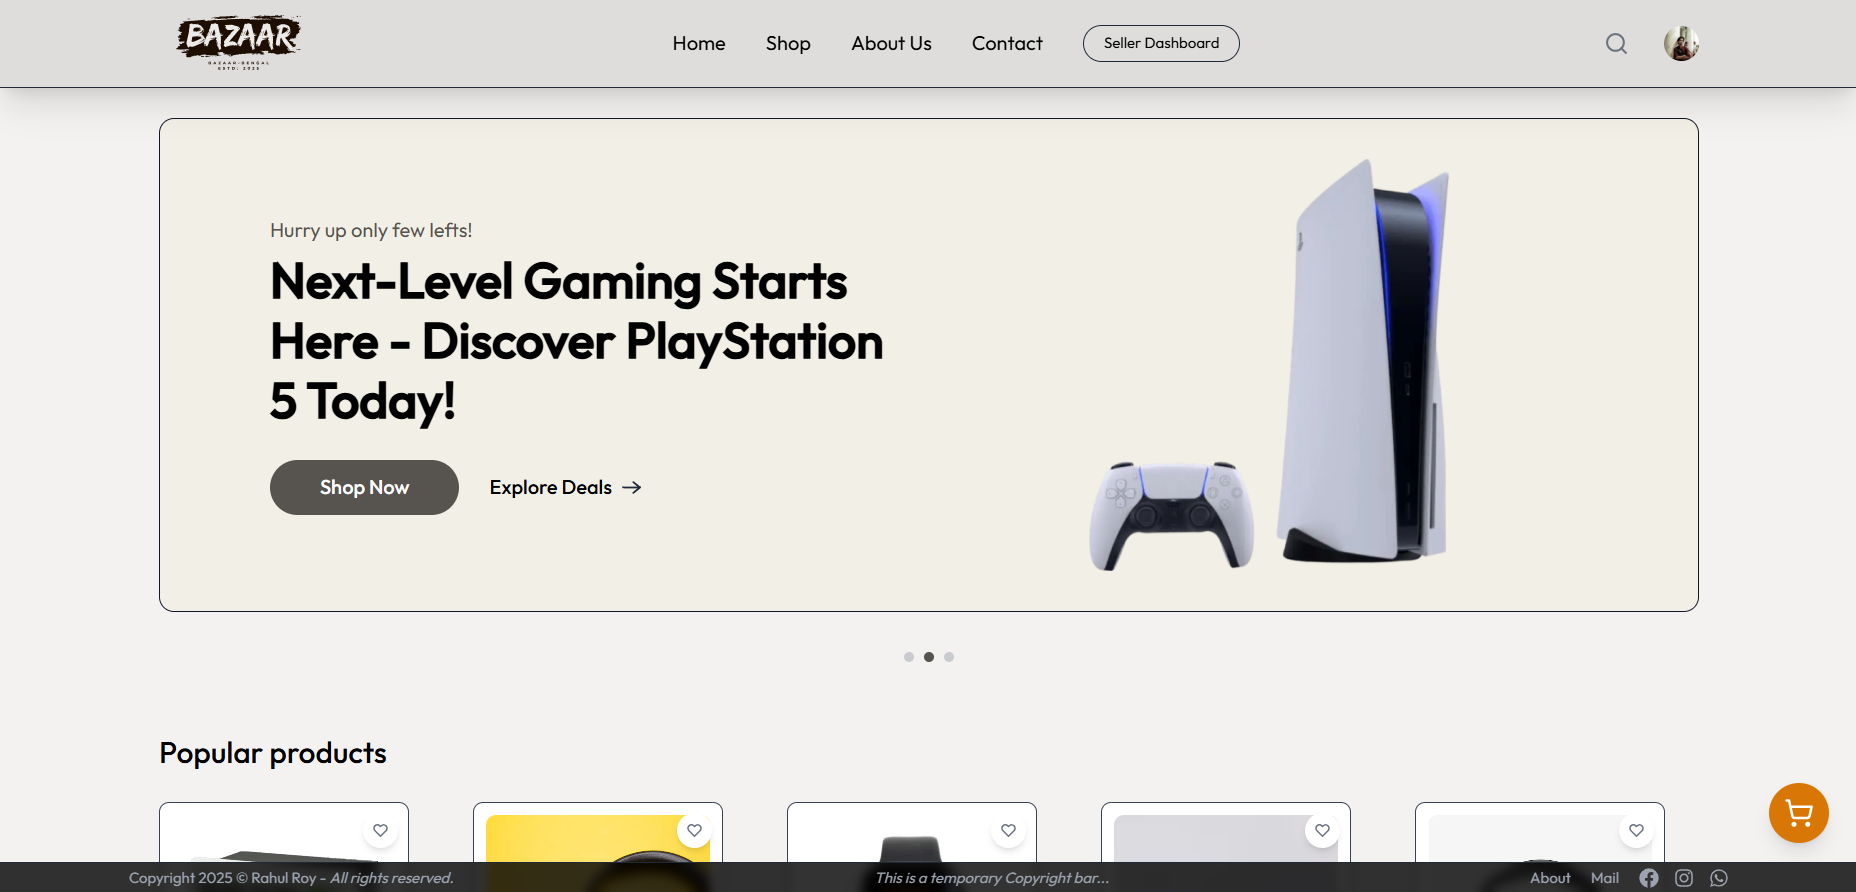 BAZAAR
BAZAAR-BENGAL
ESTD: 2025
Home
Shop
About Us
Contact
Seller Dashboard
Hurry up only few lefts!
Next-Level Gaming Starts
Here - Discover PlayStation
5 Today!
Shop Now
Explore Deals
Popular products
Copyright 2025 © Rahul Roy - All rights reserved.
This is a temporary Copyright bar...
About
Mail